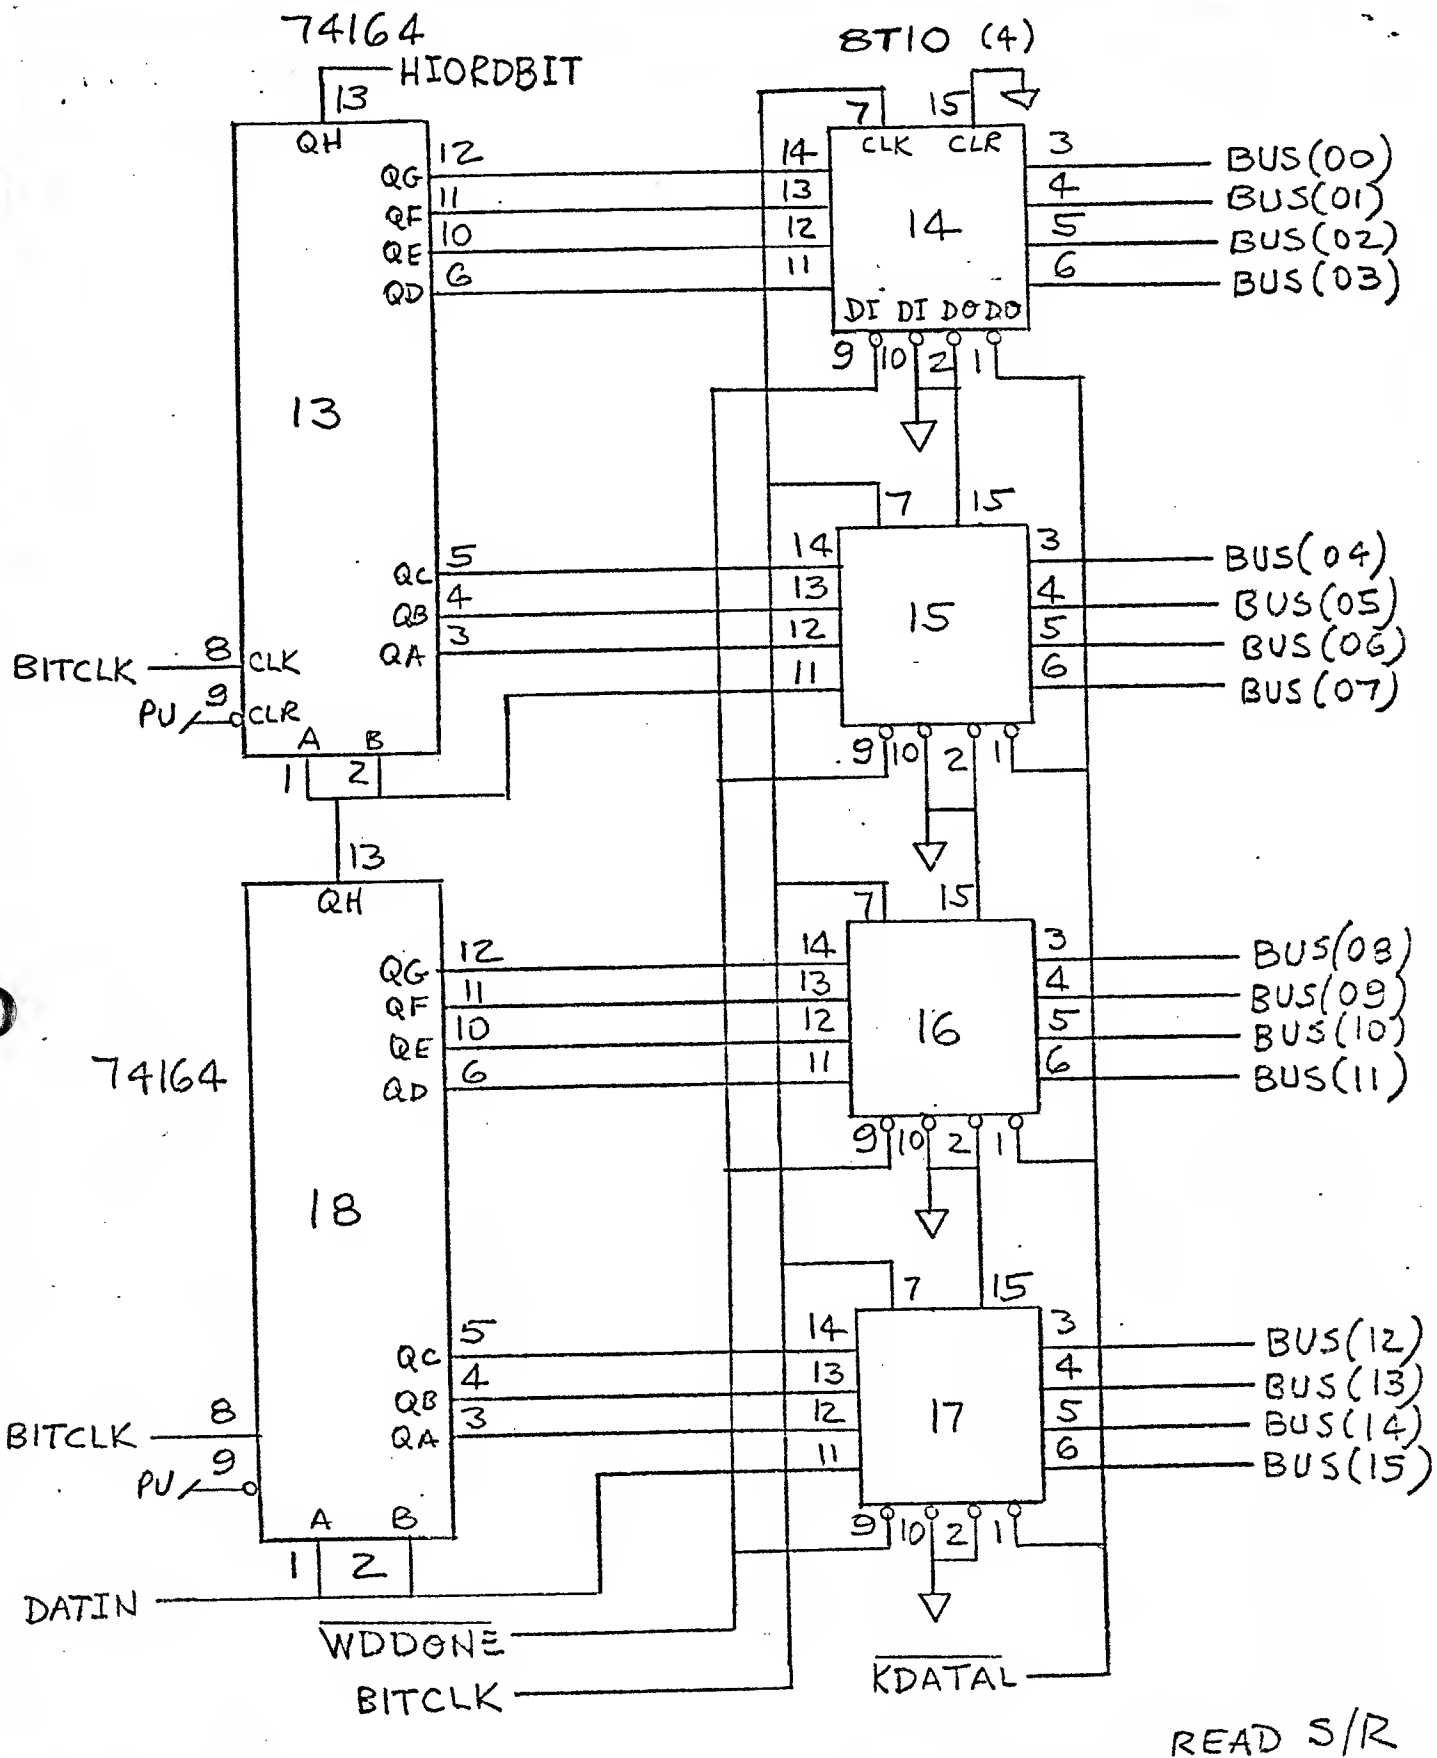 74164
8T10 (4)
HIORDBIT
13
7
15
QH
CLK
CLR
QG
12
14
3
BUS(00)
QF
11
13
4
BUS(01)
QE
10
12
14
5
BUS(02)
QD
6
11
6
BUS(03)
DI DI DO DO
9 10 2 1
13
7
15
QC
5
14
3
BUS(04)
QB
4
13
15
4
BUS(05)
QA
3
12
5
BUS(06)
BITCLK
8
CLK
11
6
BUS(07)
PU
9
CLR
A
B
1
2
9 10 2 1
13
7
15
QH
QG
12
14
3
BUS(08)
QF
11
13
4
BUS(09)
QE
10
12
16
5
BUS(10)
74164
QD
6
11
6
BUS(11)
9 10 2 1
18
7
15
QC
5
14
3
BUS(12)
QB
4
13
4
BUS(13)
BITCLK
8
QA
3
12
17
5
BUS(14)
PU
9
11
6
BUS(15)
A
B
9 10 2 1
1
2
DATIN
WDDONE
BITCLK
KDATAL
READ S/R